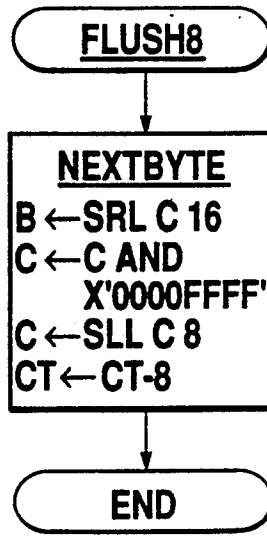 FLUSH8
NEXTBYTE
B ← SRL C 16
C ← C AND
X'0000FFFF'
C ← SLL C 8
CT ← CT-8
END